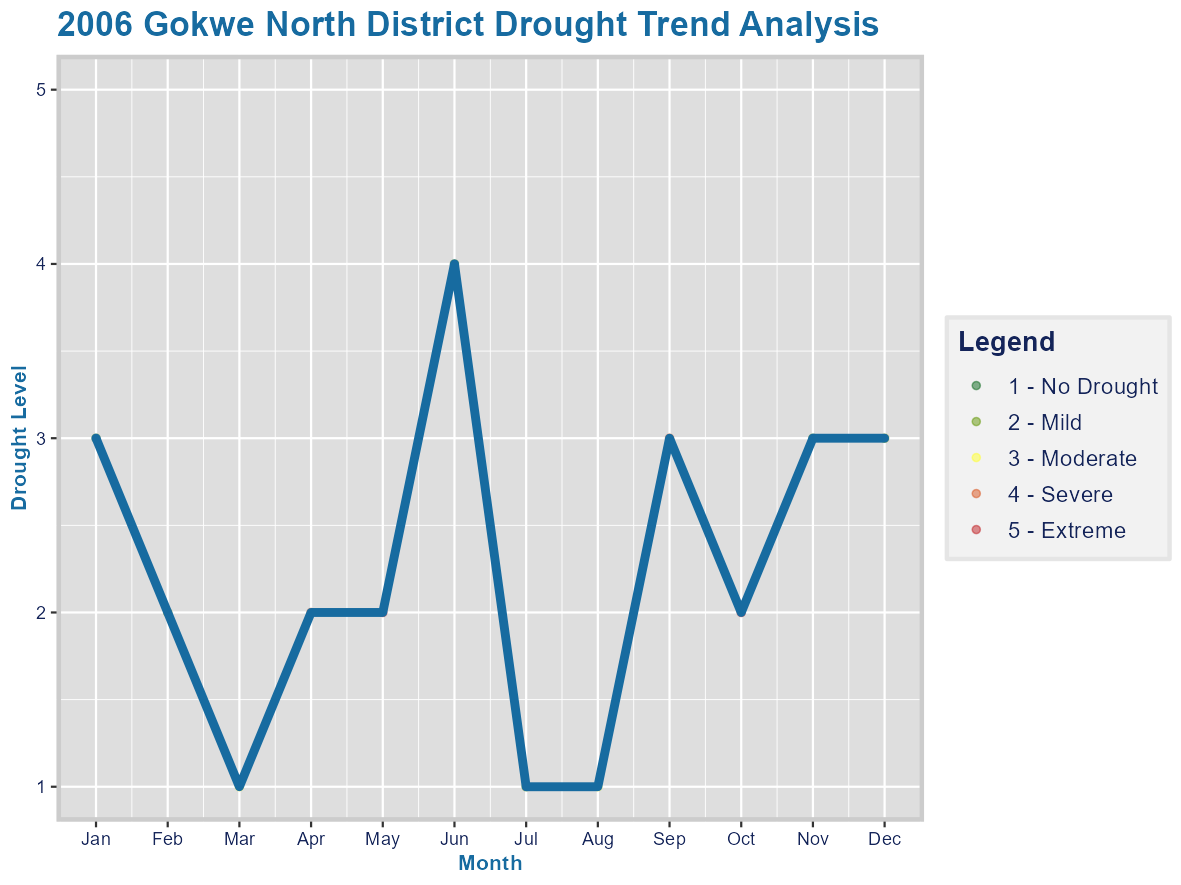 2006 Gokwe North District Drought Trend Analysis
Drought Level
5
4
3
2
1
Jan Feb Mar Apr May Jun Jul Aug Sep Oct Nov Dec
Month
Legend
1 - No Drought
2 - Mild
3 - Moderate
4 - Severe
5 - Extreme